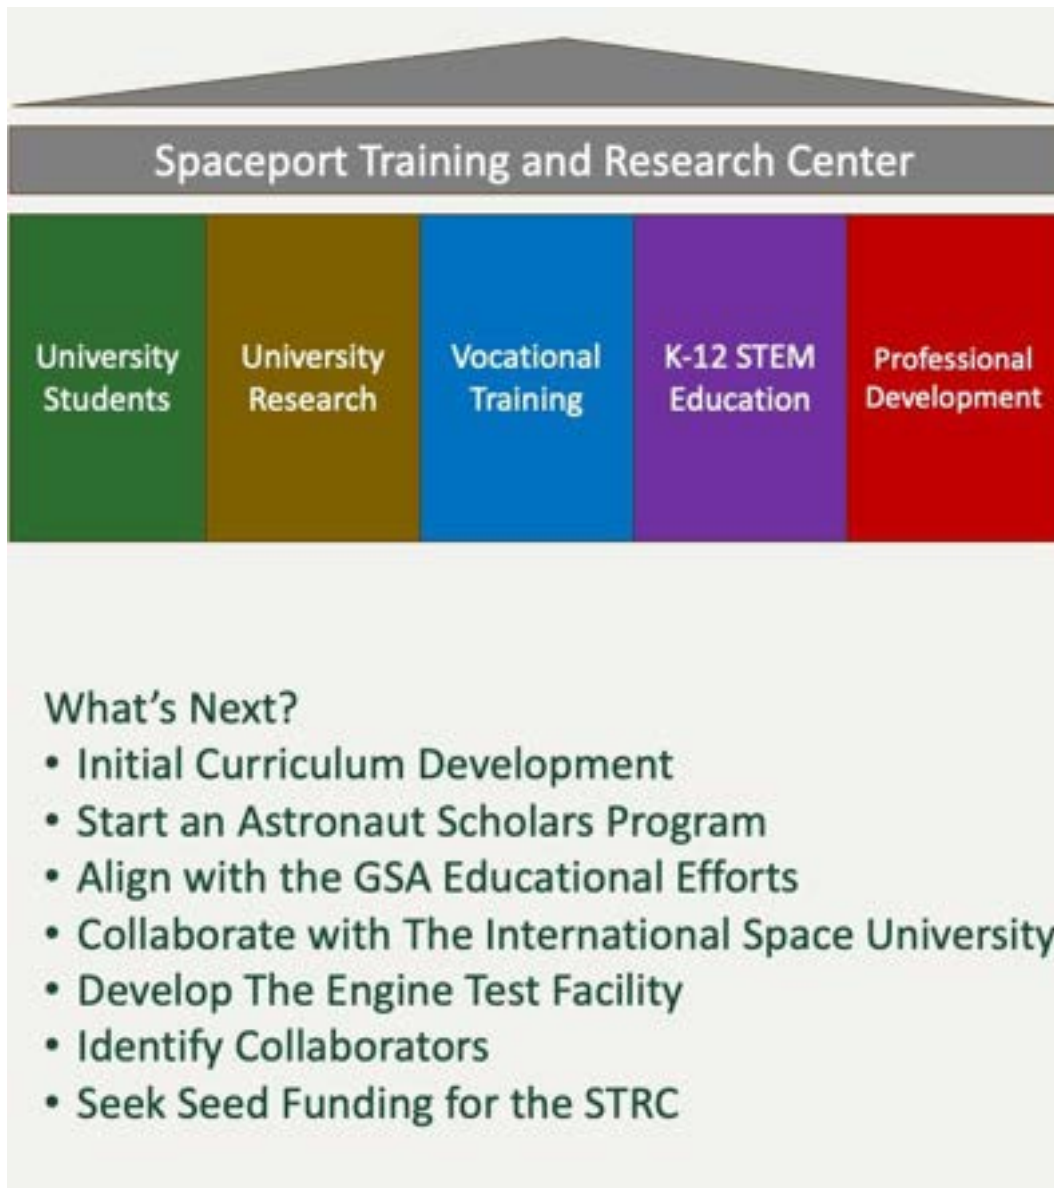 Spaceport Training and Research Center
University
Students
University
Research
Vocational
Training
K-12 STEM
Education
Professional
Development
What's Next?
• Initial Curriculum Development
• Start an Astronaut Scholars Program
• Align with the GSA Educational Efforts
• Collaborate with The International Space University
• Develop The Engine Test Facility
• Identify Collaborators
• Seek Seed Funding for the STRC